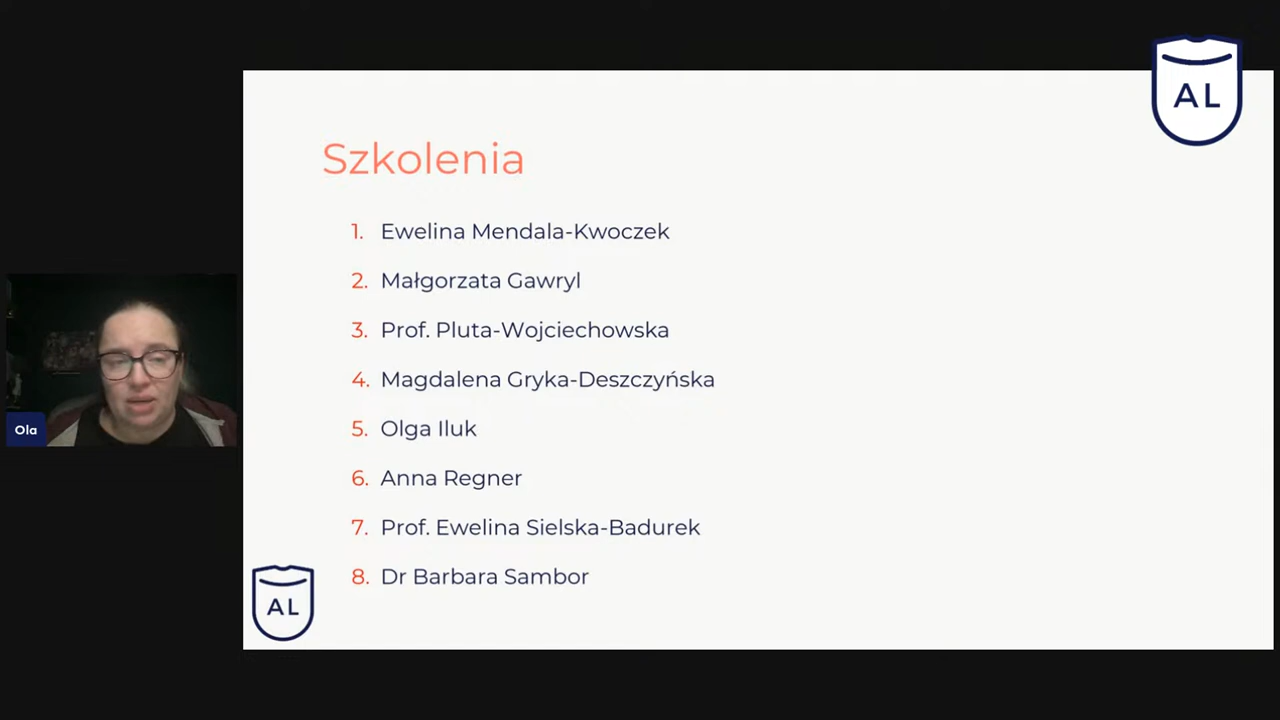 AL
Szkolenia
1. Ewelina Mendala-Kwoczek
2. Małgorzata Gawryl
3. Prof. Pluta-Wojciechowska
4. Magdalena Gryka-Deszczyńska
5. Olga Iluk
6. Anna Regner
7. Prof. Ewelina Sielska-Badurek
8. Dr Barbara Sambor
Ola
AL